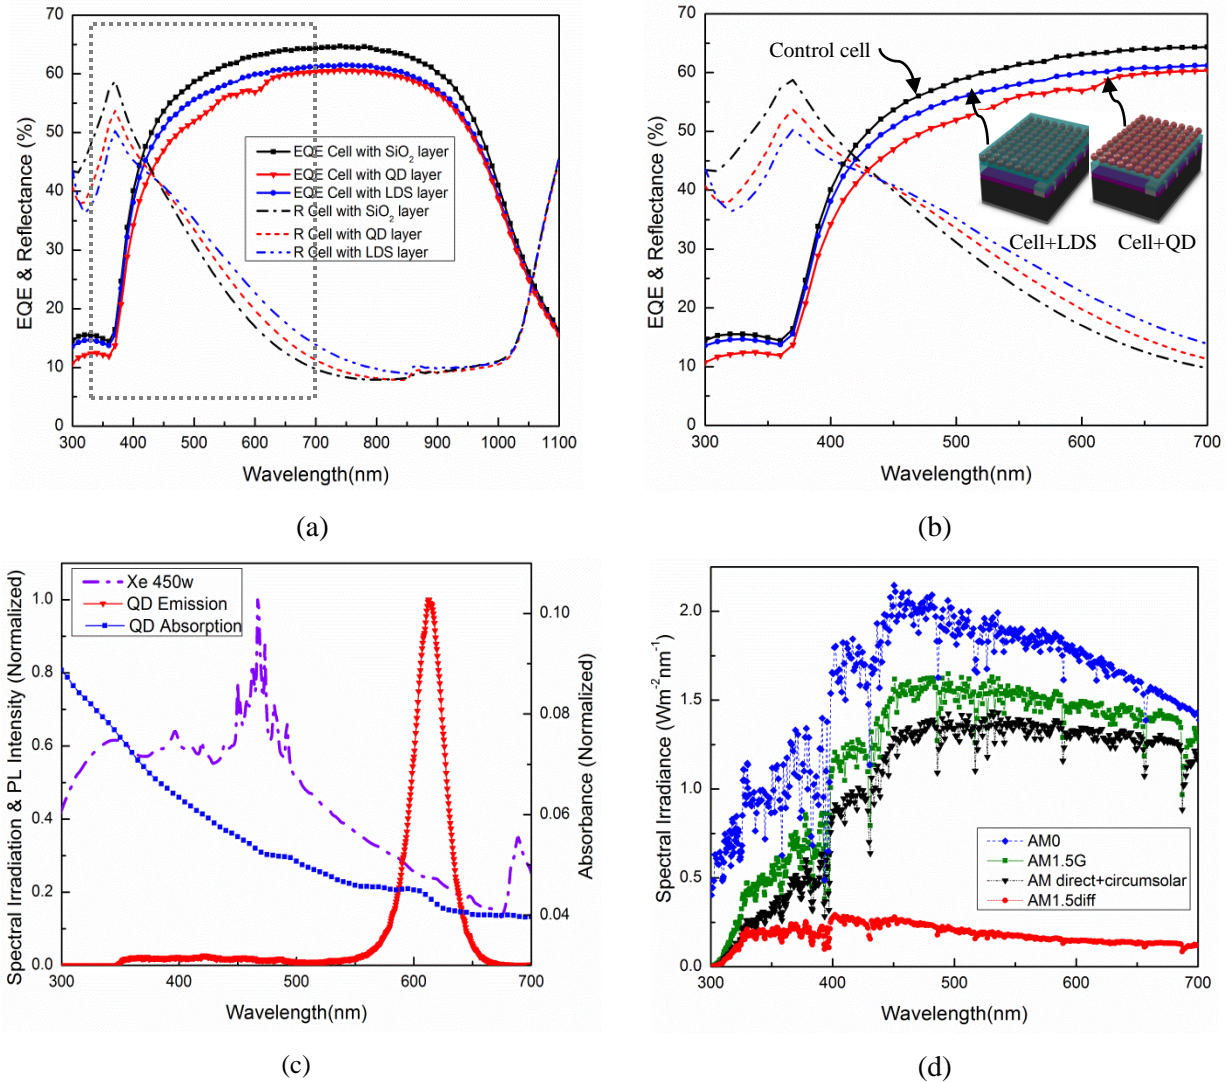 70
60
50
40
30
20
10
0
EQE & Reflectance (%)
EQE Cell with SiO2 layer
EQE Cell with QD layer
EQE Cell with LDS layer
R Cell with SiO2 layer
R Cell with QD layer
R Cell with LDS layer
300 400 500 600 700 800 900 1000 1100
Wavelength(nm)
(a)
70
60
50
40
30
20
10
0
EQE & Reflectance (%)
Control cell
Cell+LDS
Cell+QD
300 400 500 600 700
Wavelength(nm)
(b)
Spectral Irradiation & PL Intensity (Normalized)
1.0
0.8
0.6
0.4
0.2
0.0
Xe 450w
QD Emission
QD Absorption
0.10
0.08
0.06
0.04
Absorbance (Normalized)
300 400 500 600 700
Wavelength(nm)
(c)
Spectral Irradiance (Wm-2nm-1)
2.0
1.5
1.0
0.5
0.0
AM0
AM1.5G
AM direct+circumsolar
AM1.5diff
300 400 500 600 700
Wavelength(nm)
(d)